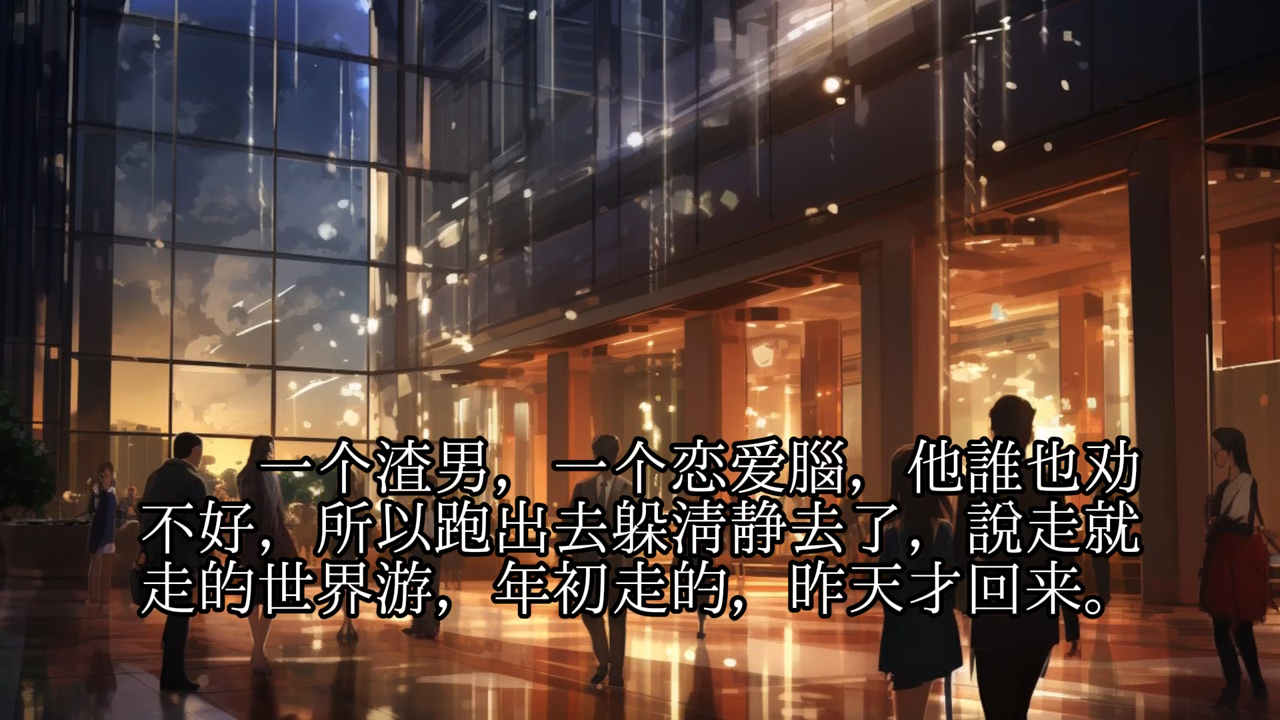 一个渣男，一个恋爱腦，他誰也劝
不好，所以跑出去躲淸静去了，說走就
走的世界游，年初走的，昨天才回来。